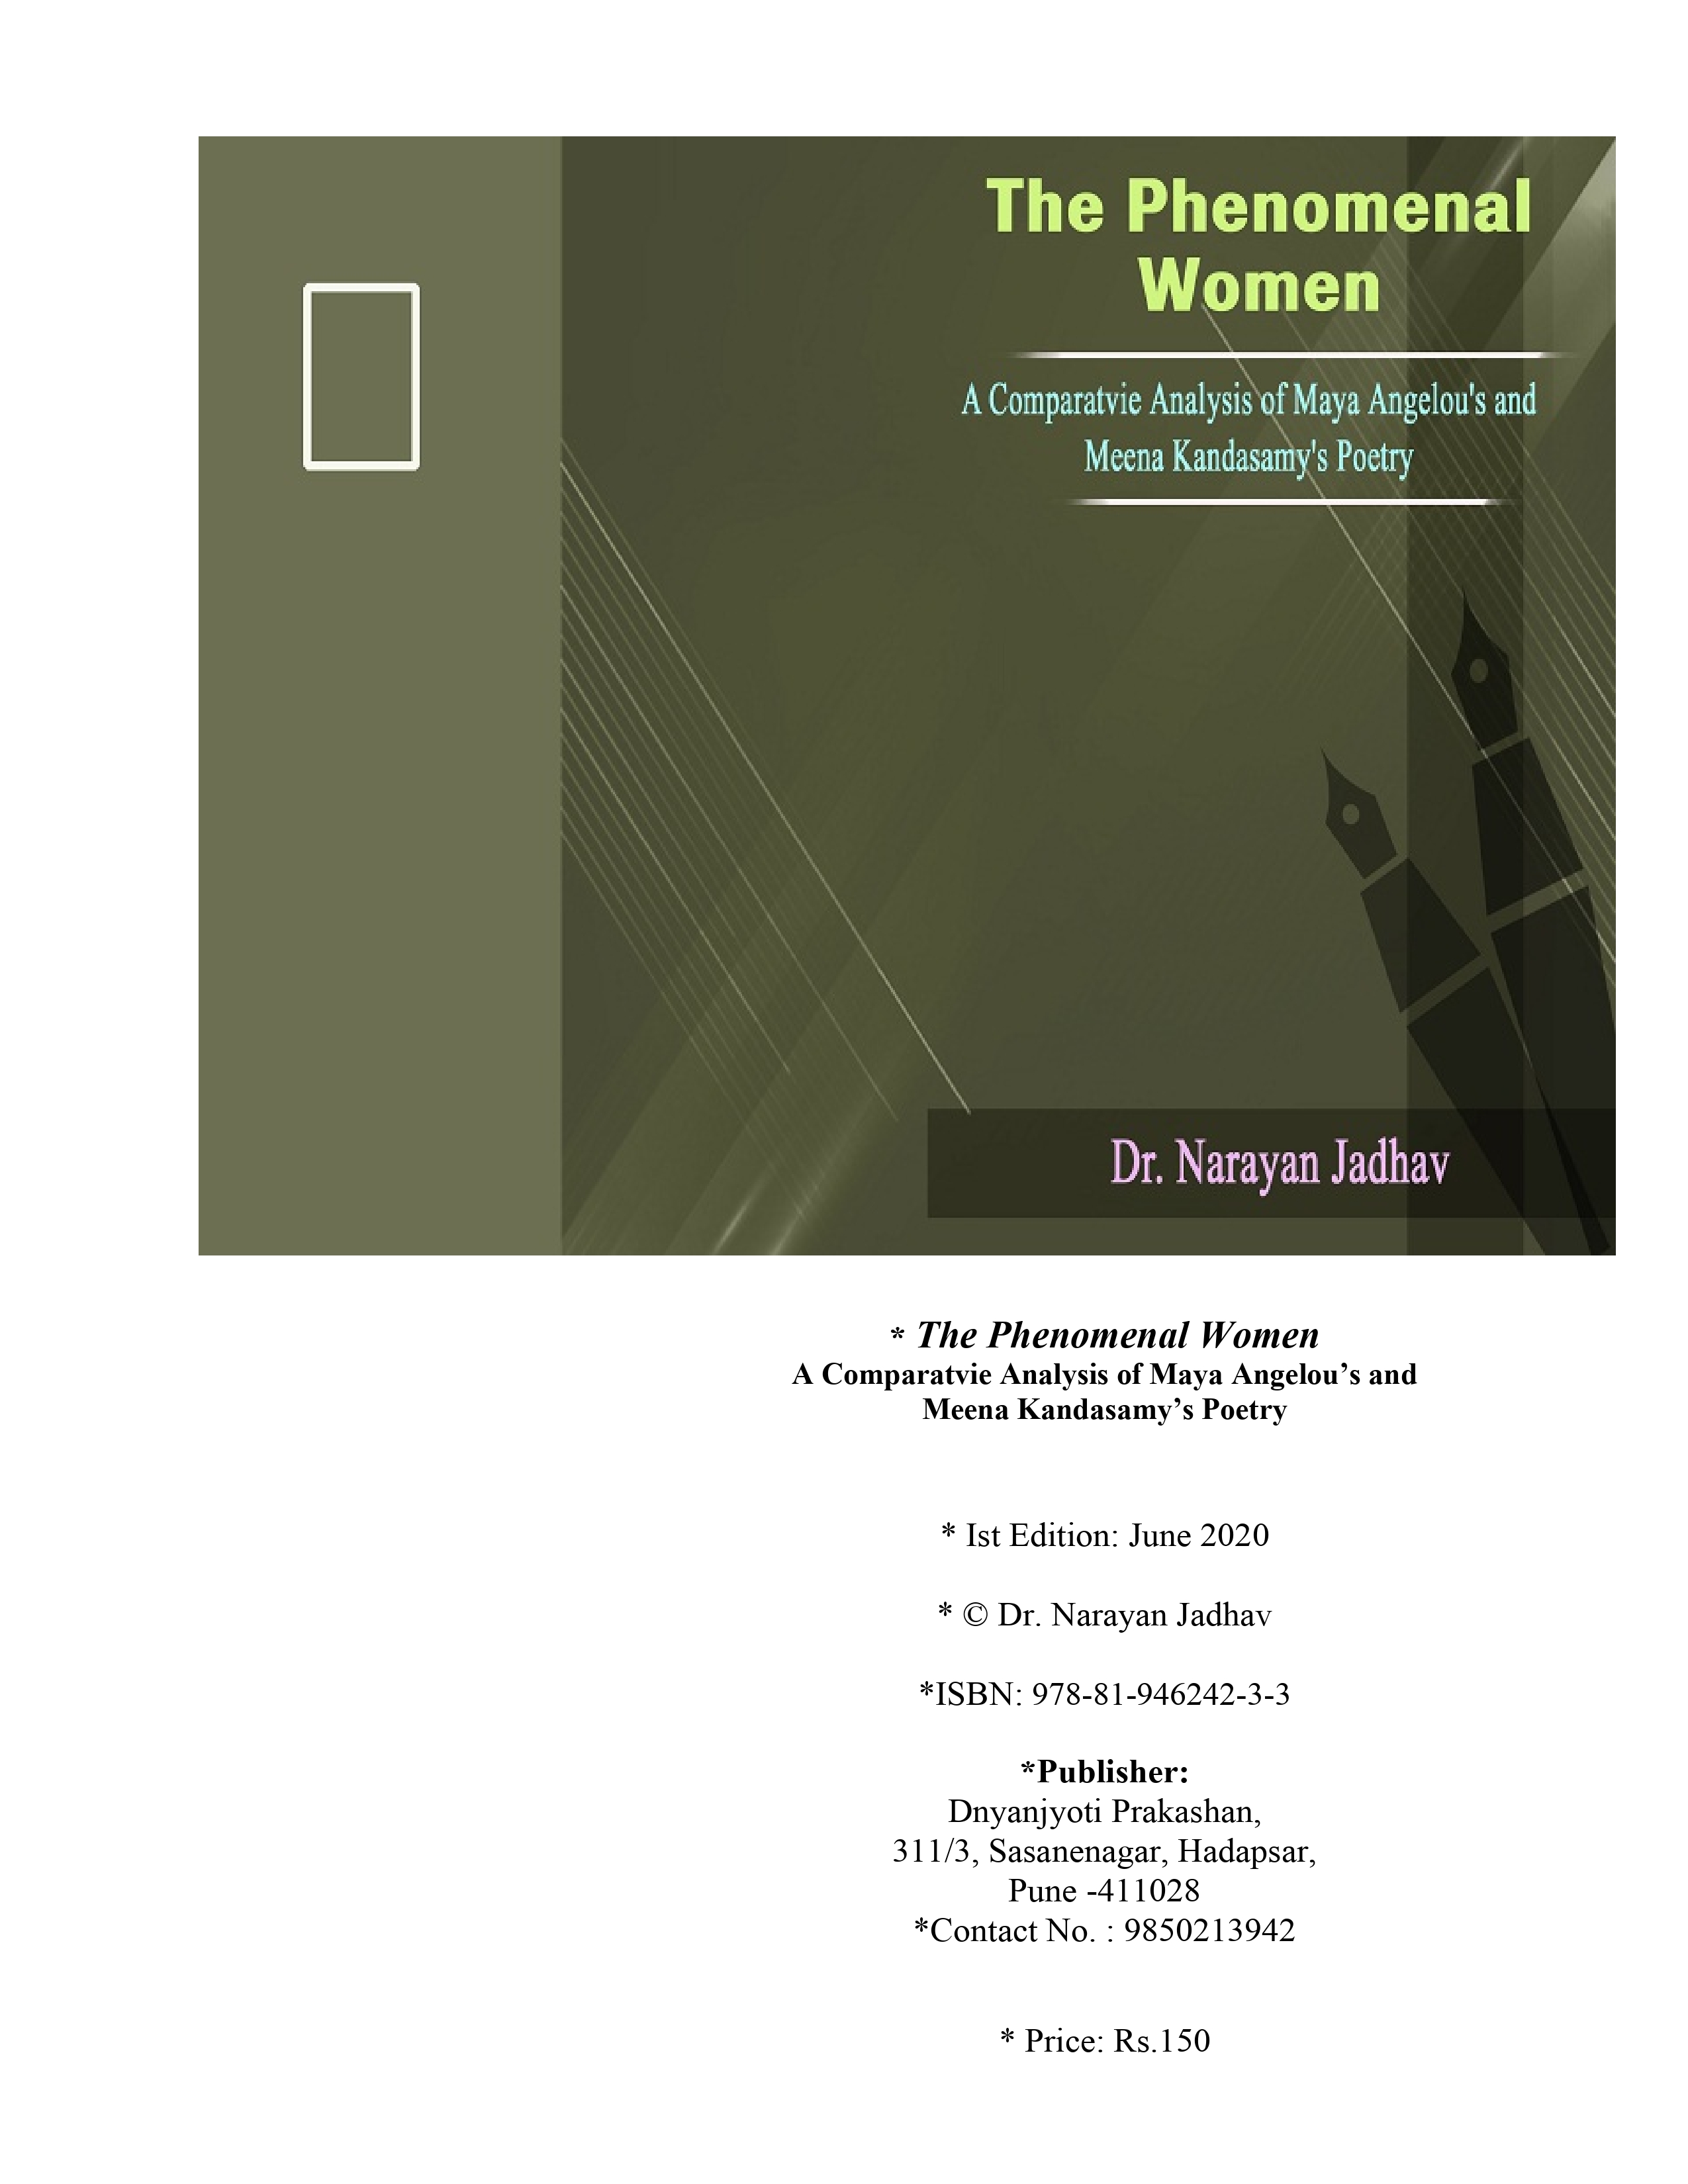 The Phenomenal
Women
A Comparatvie Analysis of Maya Angelou's and
Meena Kandasamy's Poetry
Dr. Narayan Jadhav
* The Phenomenal Women
A Comparatvie Analysis of Maya Angelou’s and
Meena Kandasamy’s Poetry
* Ist Edition: June 2020
* © Dr. Narayan Jadhav
*ISBN: 978-81-946242-3-3
*Publisher:
Dnyanjyoti Prakashan,
311/3, Sasanenagar, Hadapsar,
Pune -411028
*Contact No. : 9850213942
* Price: Rs.150